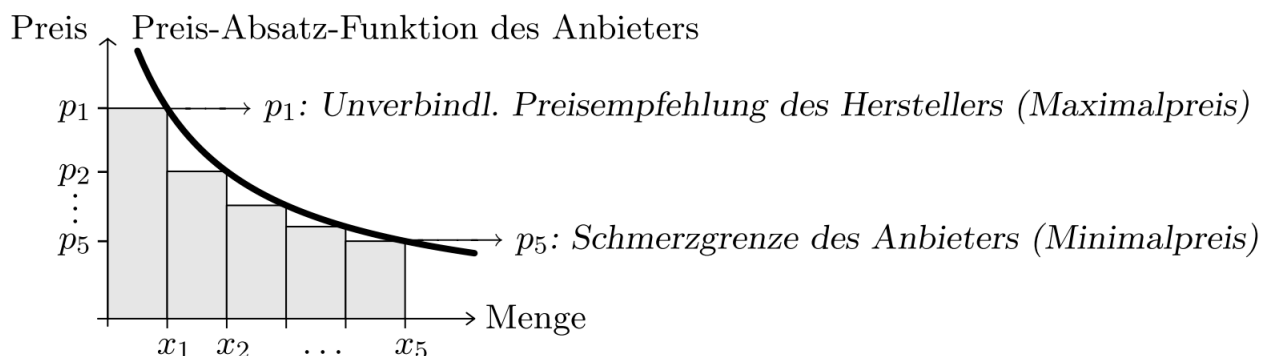 Preis Preis-Absatz-Funktion des Anbieters
p₁ p₁: Unverbindl. Preisempfehlung des Herstellers (Maximalpreis)
p₂
⋮
p₅ p₅: Schmerzgrenze des Anbieters (Minimalpreis)
Menge
x₁ x₂ … x₅